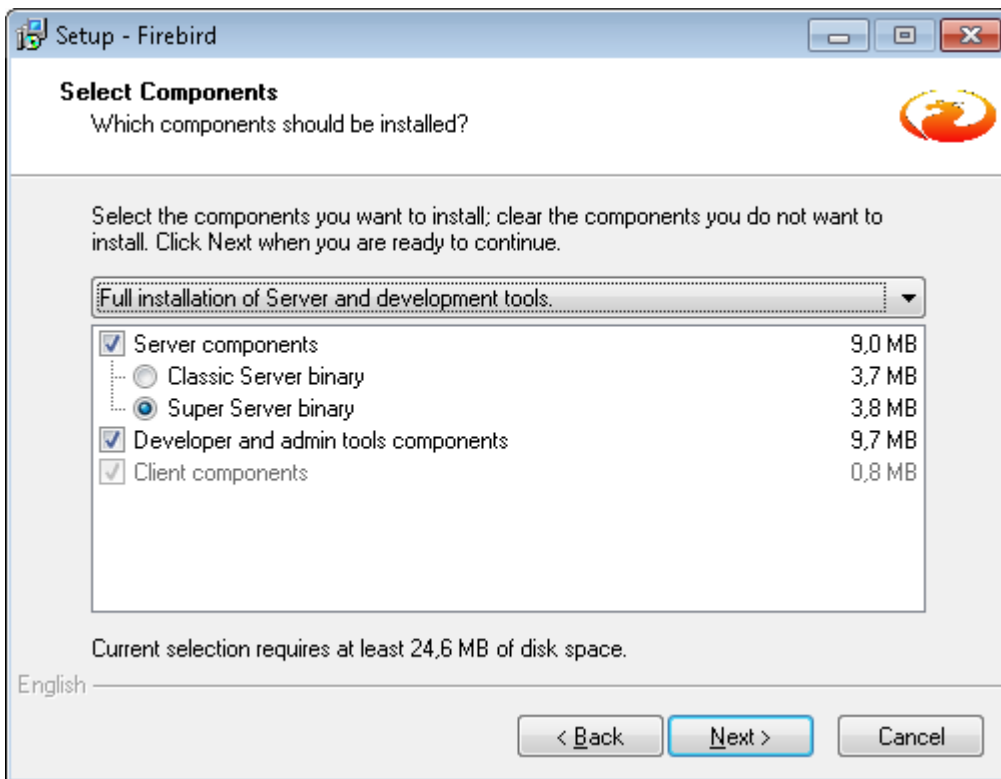 Setup - Firebird
Select Components
Which components should be installed?
Select the components you want to install; clear the components you do not want to
install. Click Next when you are ready to continue.
Full installation of Server and development tools.
Server components 9,0 MB
Classic Server binary 3,7 MB
Super Server binary 3,8 MB
Developer and admin tools components 9,7 MB
Client components 0,8 MB
Current selection requires at least 24,6 MB of disk space.
English
< Back Next > Cancel